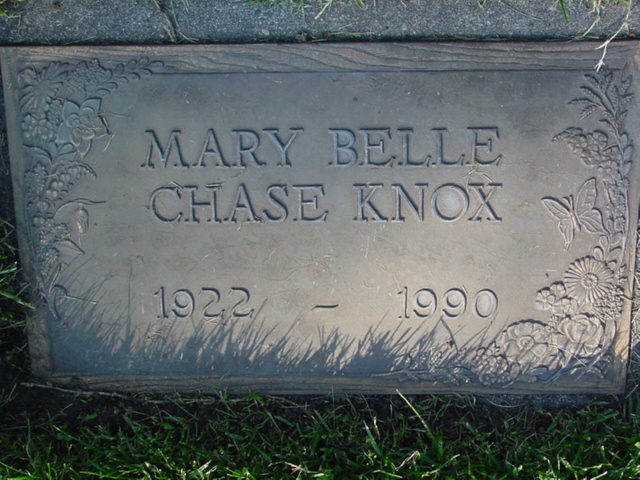 MARY BELLE
CHASE KNOX
1922 – 1990